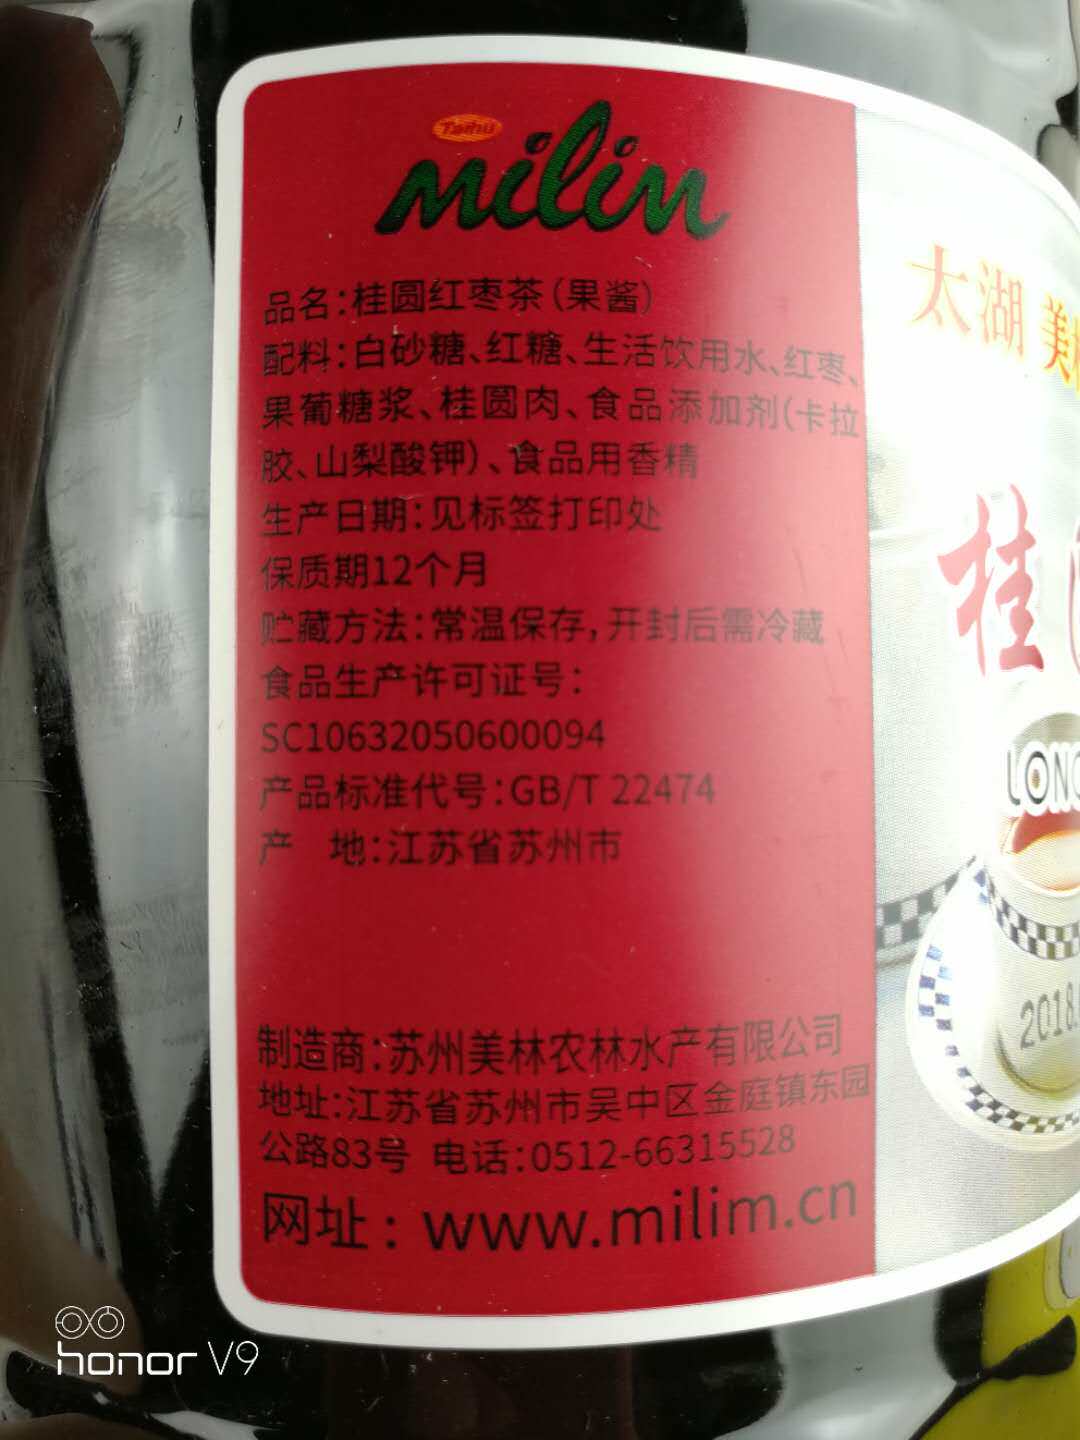 Taihu
milin
品名:桂圆红枣茶(果酱)
配料:白砂糖、红糖、生活饮用水、红枣、
果葡糖浆、桂圆肉、食品添加剂(卡拉
胶、山梨酸钾)、食品用香精
生产日期:见标签打印处
保质期12个月
贮藏方法:常温保存,开封后需冷藏
食品生产许可证号:
SC10632050600094
产品标准代号:GB/T 22474
产 地:江苏省苏州市
制造商:苏州美林农林水产有限公司
地址:江苏省苏州市吴中区金庭镇东园
公路83号 电话:0512-66315528
网址: www.milim.cn
太湖 美
桂
LONG
2018.
honor V9